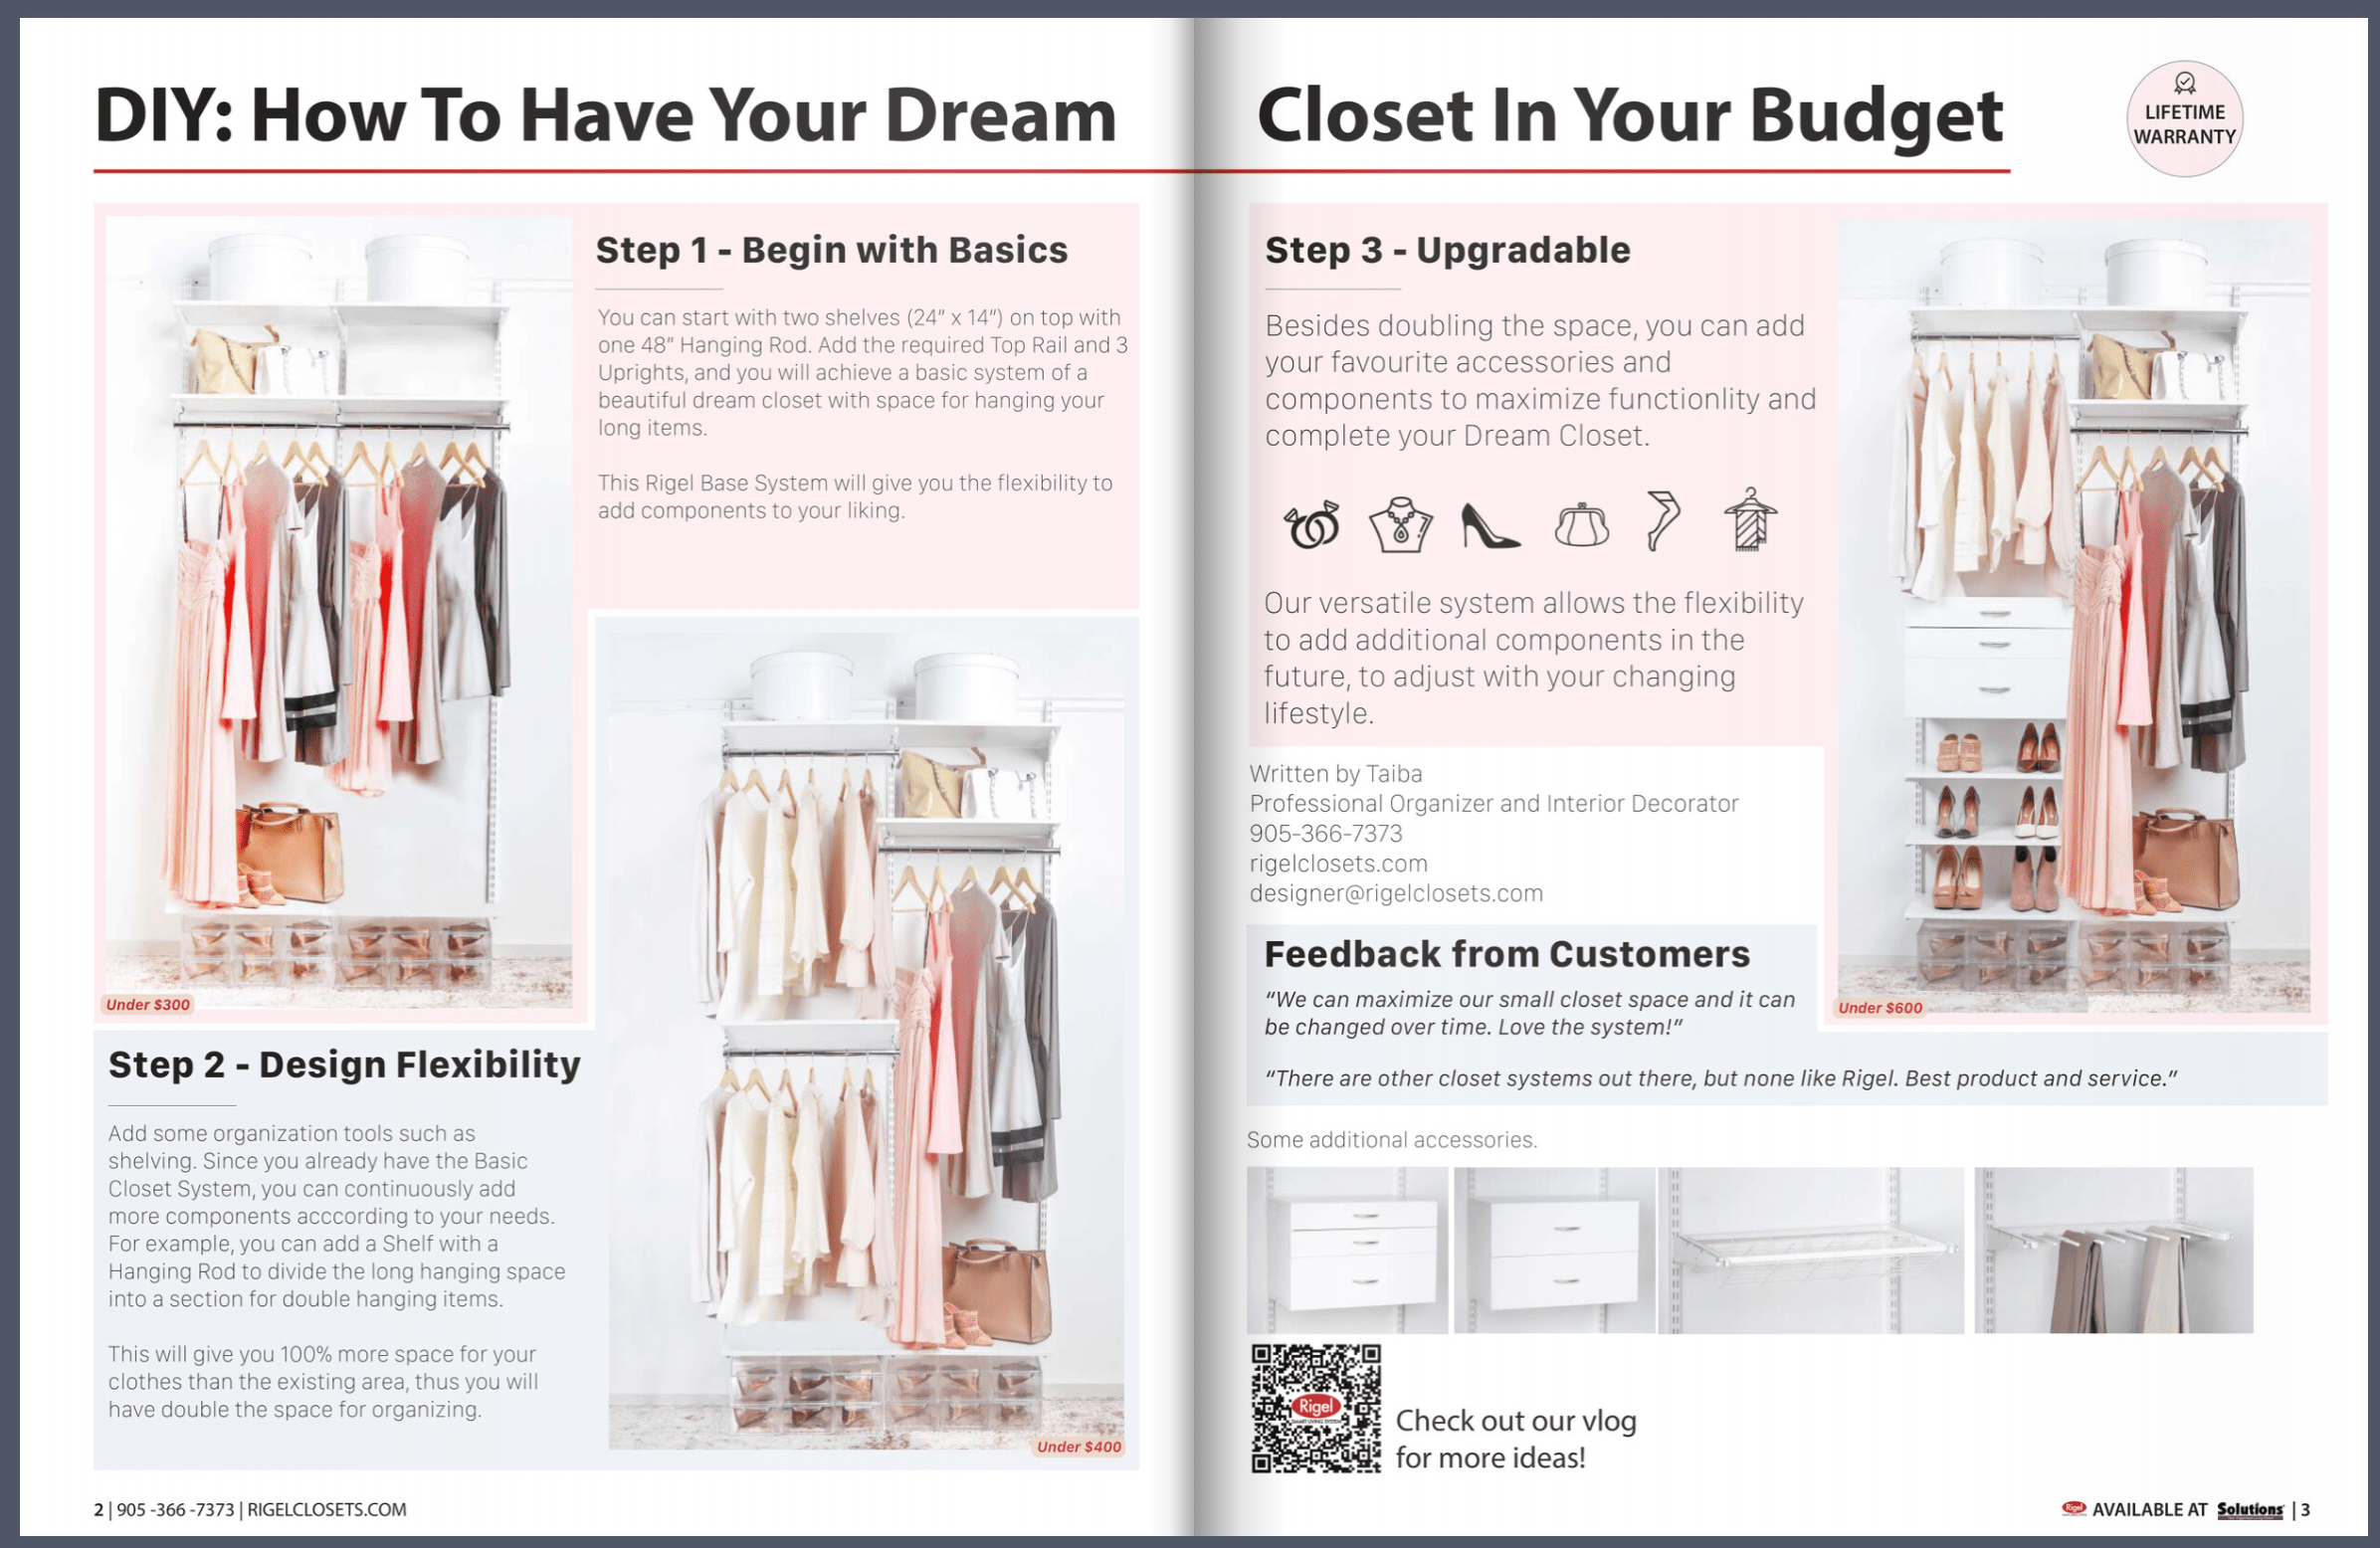 DIY: How To Have Your Dream Closet In Your Budget
LIFETIME
WARRANTY
Step 1 - Begin with Basics
You can start with two shelves (24” x 14”) on top with
one 48” Hanging Rod. Add the required Top Rail and 3
Uprights, and you will achieve a basic system of a
beautiful dream closet with space for hanging your
long items.
This Rigel Base System will give you the flexibility to
add components to your liking.
Under $300
Step 2 - Design Flexibility
Add some organization tools such as
shelving. Since you already have the Basic
Closet System, you can continuously add
more components acccording to your needs.
For example, you can add a Shelf with a
Hanging Rod to divide the long hanging space
into a section for double hanging items.
This will give you 100% more space for your
clothes than the existing area, thus you will
have double the space for organizing.
Under $400
2 | 905 -366 -7373 | RIGELCLOSETS.COM
Step 3 - Upgradable
Besides doubling the space, you can add
your favourite accessories and
components to maximize functionlity and
complete your Dream Closet.
Our versatile system allows the flexibility
to add additional components in the
future, to adjust with your changing
lifestyle.
Under $600
Written by Taiba
Professional Organizer and Interior Decorator
905-366-7373
rigelclosets.com
designer@rigelclosets.com
Feedback from Customers
“We can maximize our small closet space and it can
be changed over time. Love the system!”
“There are other closet systems out there, but none like Rigel. Best product and service.”
Some additional accessories.
Rigel
Check out our vlog
for more ideas!
Rigel AVAILABLE AT Solutions | 3